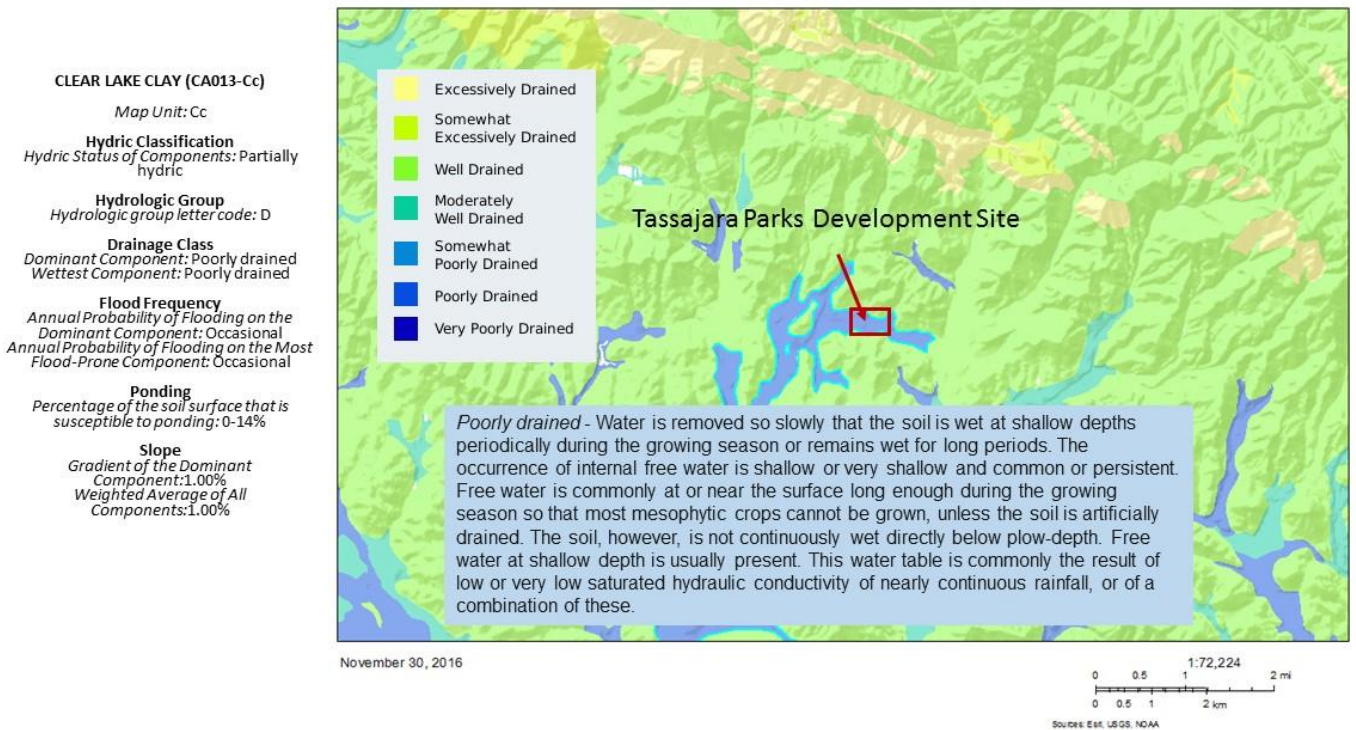 CLEAR LAKE CLAY (CA013-Cc)
Map Unit: Cc
Hydric Classification
Hydric Status of Components: Partially
hydric
Hydrologic Group
Hydrologic group letter code: D
Drainage Class
Dominant Component: Poorly drained
Wettest Component: Poorly drained
Flood Frequency
Annual Probability of Flooding on the
Dominant Component: Occasional
Annual Probability of Flooding on the Most
Flood-Prone Component: Occasional
Ponding
Percentage of the soil surface that is
susceptible to ponding: 0-14%
Slope
Gradient of the Dominant
Component:1.00%
Weighted Average of All
Components:1.00%
Excessively Drained
Somewhat
Excessively Drained
Well Drained
Moderately
Well Drained
Somewhat
Poorly Drained
Poorly Drained
Very Poorly Drained
Tassajara Parks Development Site
Poorly drained - Water is removed so slowly that the soil is wet at shallow depths
periodically during the growing season or remains wet for long periods. The
occurrence of internal free water is shallow or very shallow and common or persistent.
Free water is commonly at or near the surface long enough during the growing
season so that most mesophytic crops cannot be grown, unless the soil is artificially
drained. The soil, however, is not continuously wet directly below plow-depth. Free
water at shallow depth is usually present. This water table is commonly the result of
low or very low saturated hydraulic conductivity of nearly continuous rainfall, or of a
combination of these.
November 30, 2016
1:72,224
0 0.5 1 2 mi
0 0.5 1 2 km
Sources: Esri, USGS, NOAA